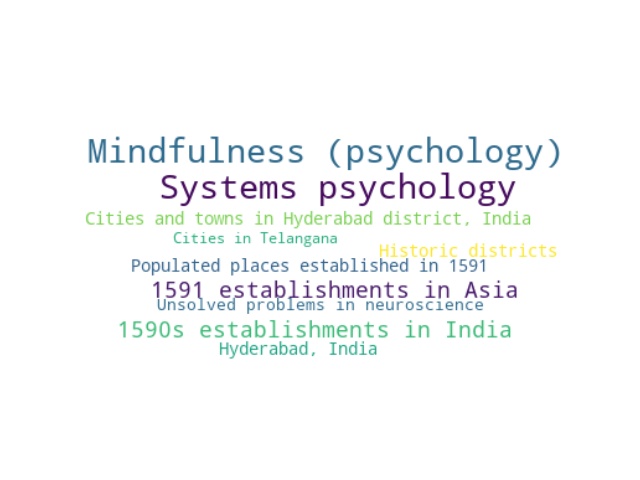 Mindfulness (psychology)
Systems psychology
Cities and towns in Hyderabad district, India
Cities in Telangana
Historic districts
Populated places established in 1591
1591 establishments in Asia
Unsolved problems in neuroscience
1590s establishments in India
Hyderabad, India